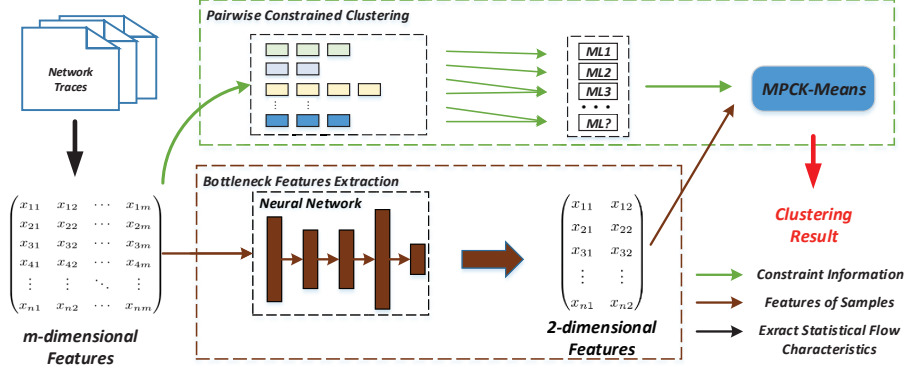 Pairwise Constrained Clustering
Network
Traces
ML1
ML2
ML3
• • •
ML?
MPCK-Means
Bottleneck Features Extraction
Neural Network
x11 x12 ⋯ x1m
x21 x22 ⋯ x2m
x31 x32 ⋯ x3m
x41 x42 ⋯ x4m
⋮ ⋮ ⋱ ⋮
xn1 xn2 ⋯ xnm
m-dimensional
Features
x11 x12
x21 x22
x31 x32
⋮ ⋮
xn1 xn2
2-dimensional
Features
Clustering
Result
Constraint Information
Features of Samples
Exract Statistical Flow
Characteristics